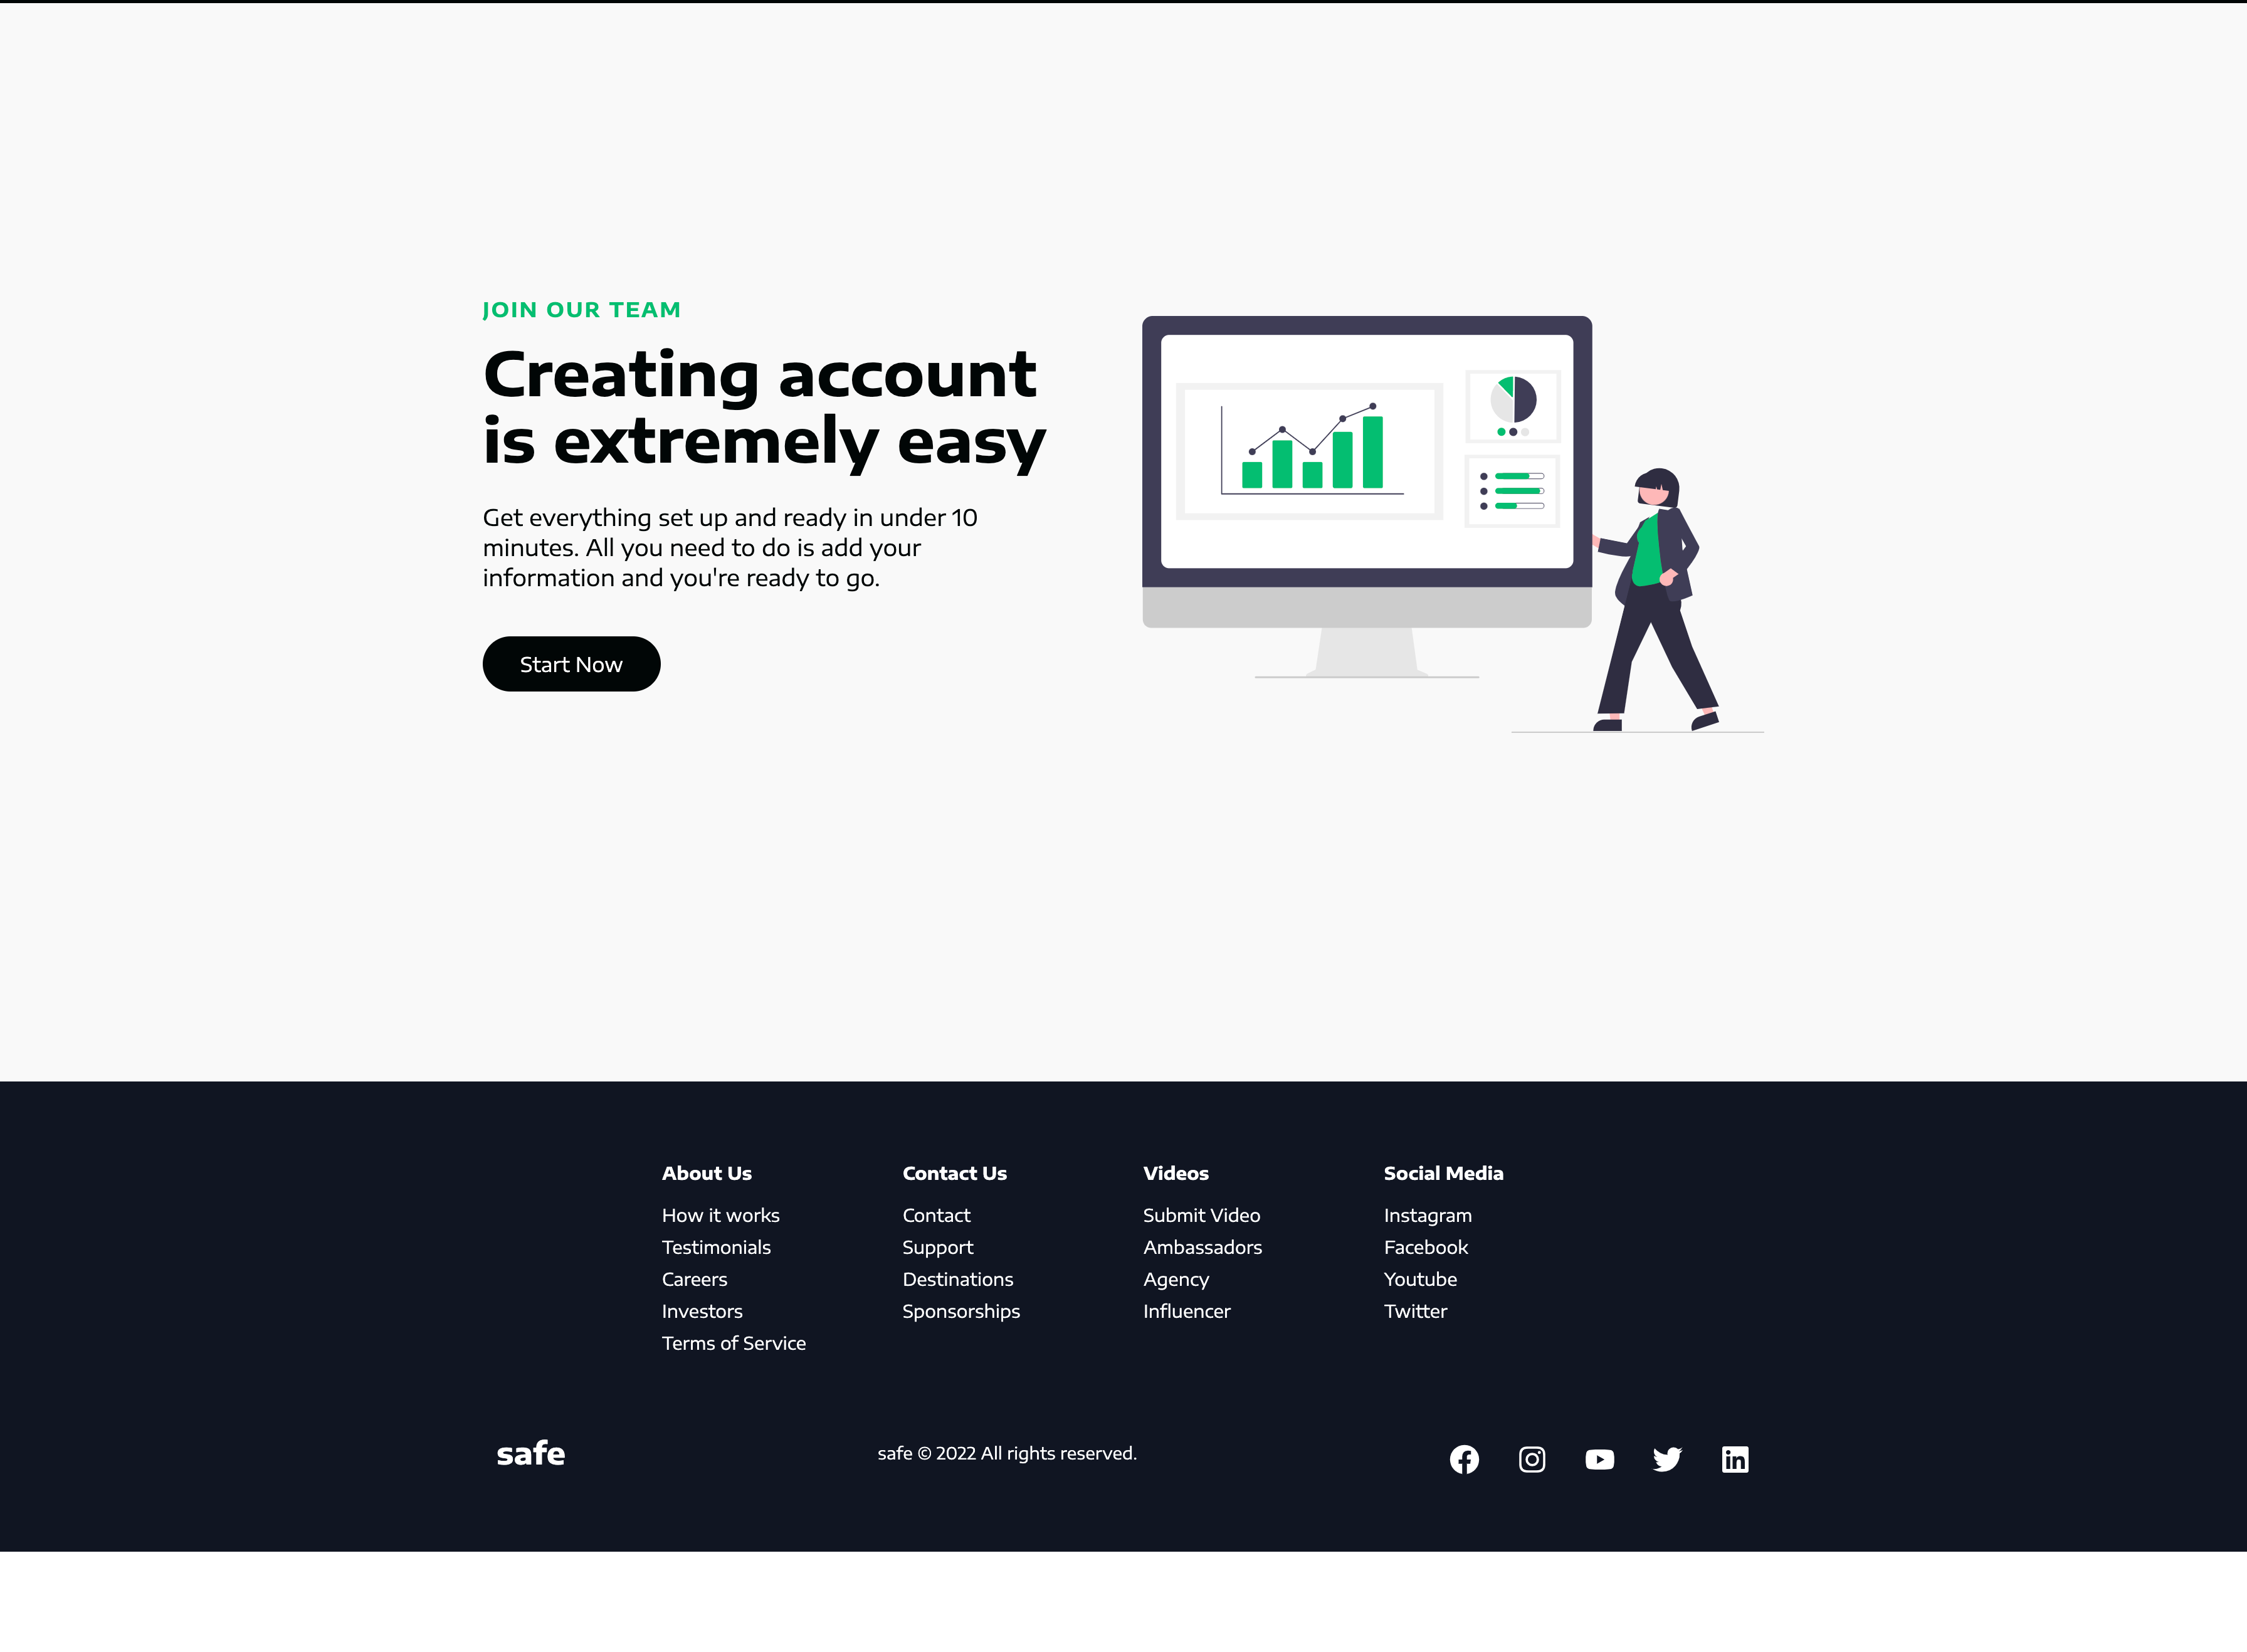 JOIN OUR TEAM
Creating account
is extremely easy
Get everything set up and ready in under 10
minutes. All you need to do is add your
information and you're ready to go.
Start Now
About Us
How it works
Testimonials
Careers
Investors
Terms of Service
Contact Us
Contact
Support
Destinations
Sponsorships
Videos
Submit Video
Ambassadors
Agency
Influencer
Social Media
Instagram
Facebook
Youtube
Twitter
safe
safe © 2022 All rights reserved.